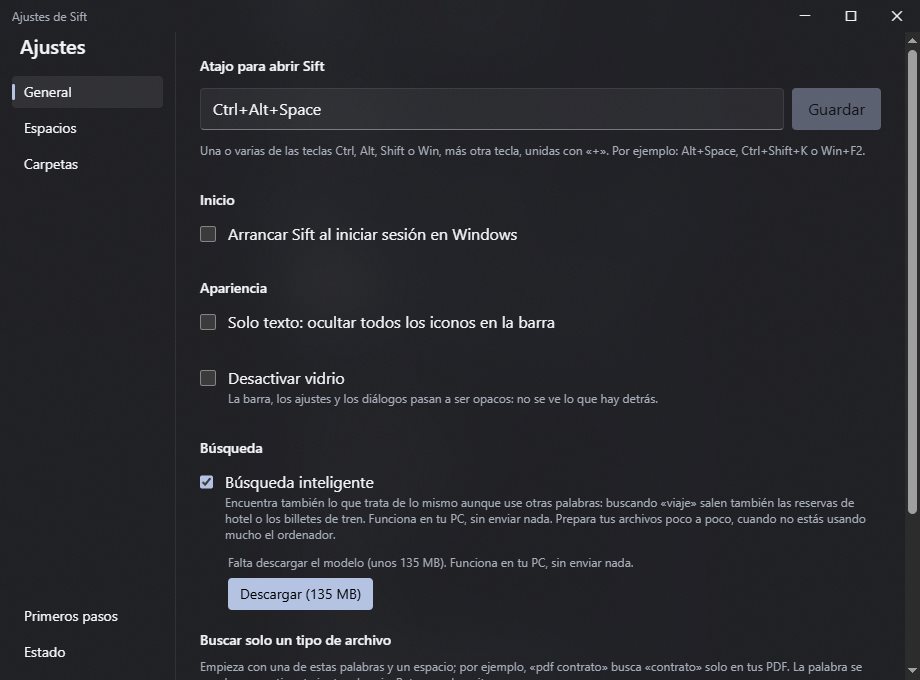 Ajustes de Sift
Ajustes
General
Espacios
Carpetas
Primeros pasos
Estado
Atajo para abrir Sift
Ctrl+Alt+Space
Guardar
Una o varias de las teclas Ctrl, Alt, Shift o Win, más otra tecla, unidas con «+». Por ejemplo: Alt+Space, Ctrl+Shift+K o Win+F2.
Inicio
Arrancar Sift al iniciar sesión en Windows
Apariencia
Solo texto: ocultar todos los iconos en la barra
Desactivar vidrio
La barra, los ajustes y los diálogos pasan a ser opacos: no se ve lo que hay detrás.
Búsqueda
Búsqueda inteligente
Encuentra también lo que trata de lo mismo aunque use otras palabras: buscando «viaje» salen también las reservas de
hotel o los billetes de tren. Funciona en tu PC, sin enviar nada. Prepara tus archivos poco a poco, cuando no estás usando
mucho el ordenador.
Falta descargar el modelo (unos 135 MB). Funciona en tu PC, sin enviar nada.
Descargar (135 MB)
Buscar solo un tipo de archivo
Empieza con una de estas palabras y un espacio; por ejemplo, «pdf contrato» busca «contrato» solo en tus PDF. La palabra se